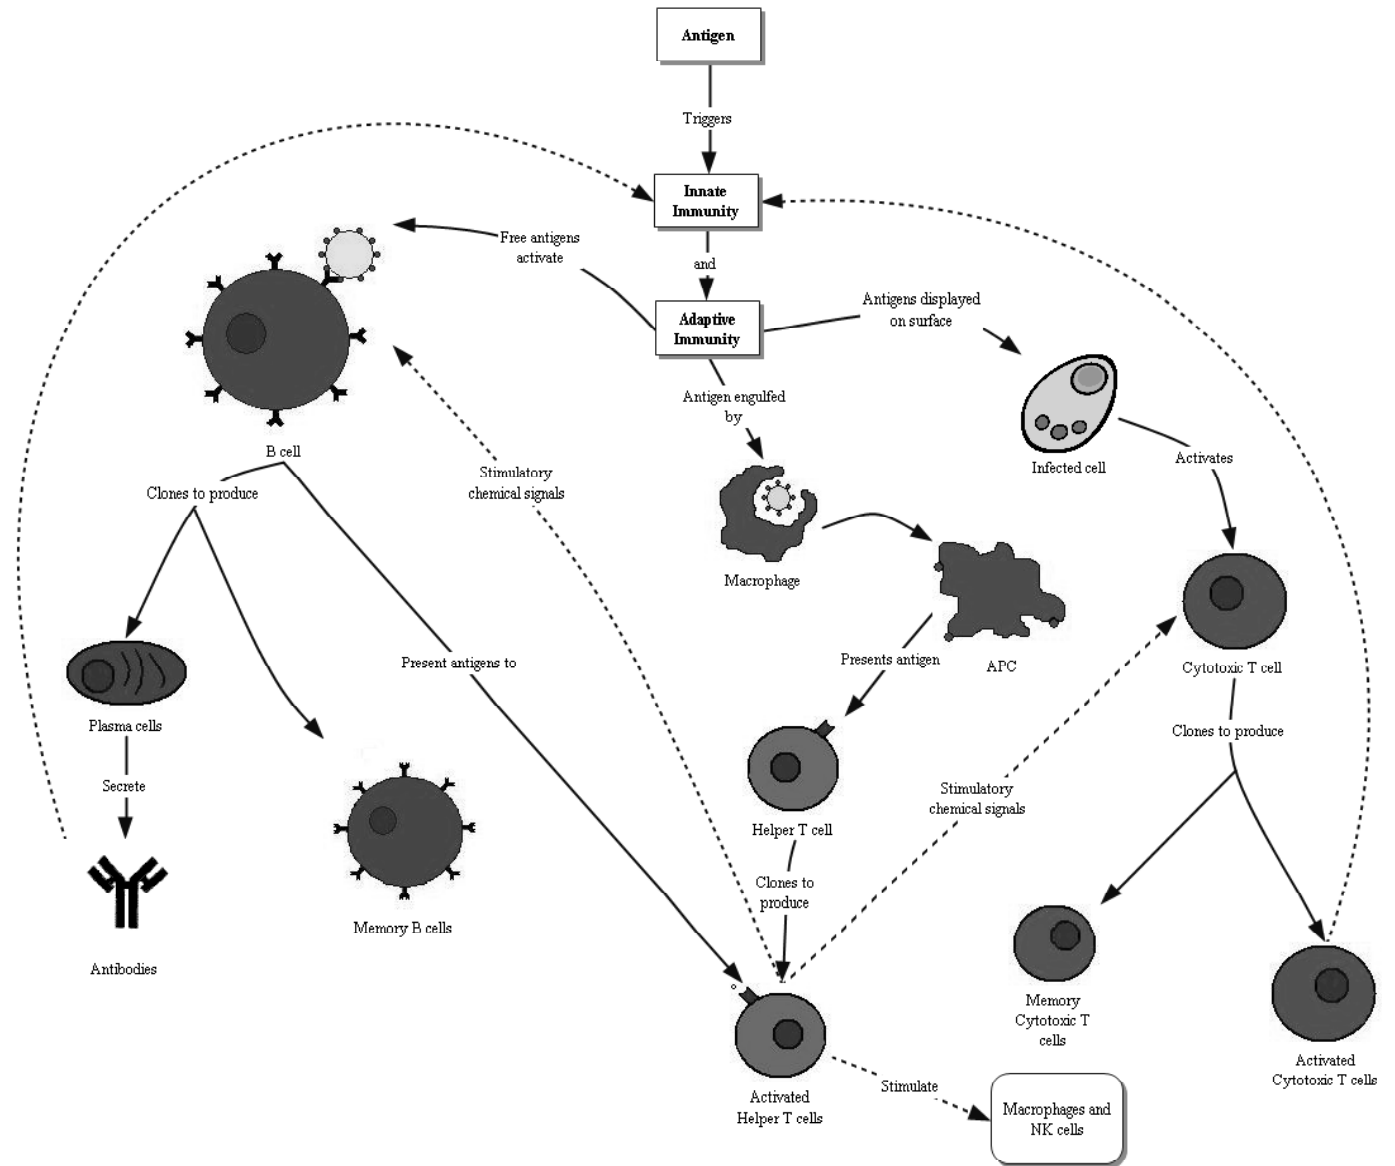 Antigen
Triggers
Innate
Immunity
and
Free antigens
activate
Adaptive
Immunity
Antigens displayed
on surface
Antigen engulfed
by
Infected cell
Activates
B cell
Clones to produce
Stimulatory
chemical signals
Macrophage
APC
Cytotoxic T cell
Present antigens to
Presents antigen
Plasma cells
Clones to produce
Secrete
Stimulatory
chemical signals
Helper T cell
Clones to
produce
Memory B cells
Antibodies
Memory
Cytotoxic T
cells
Activated
Cytotoxic T cells
Activated
Helper T cells
Stimulate
Macrophages and
NK cells